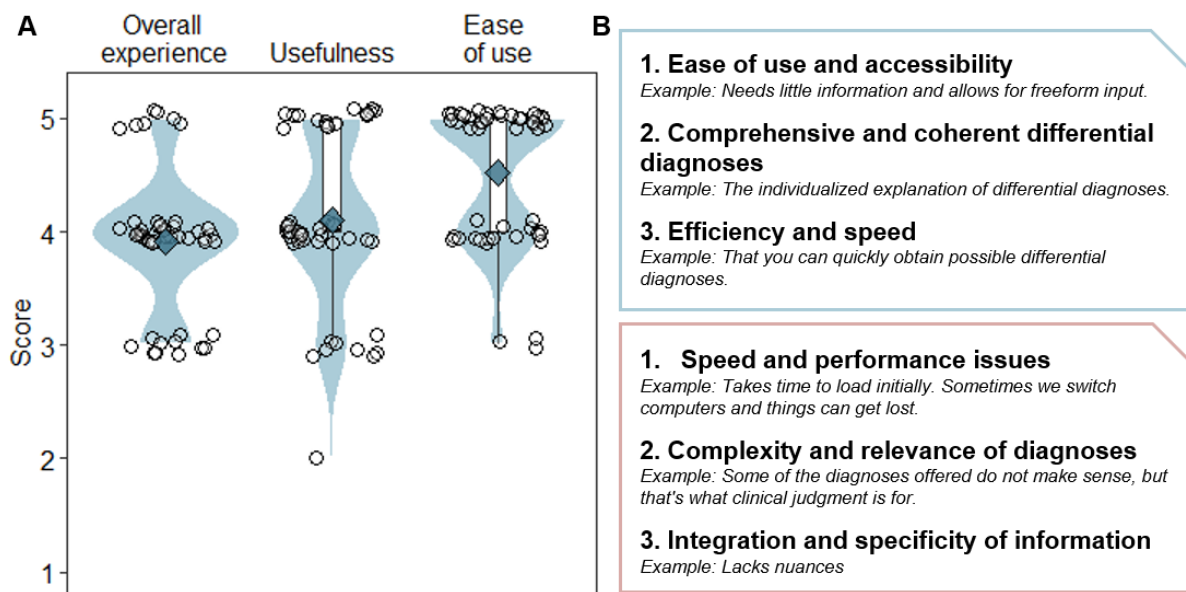 A
Overall
experience
Usefulness
Ease
of use
Score
5
4
3
2
1
B
1. Ease of use and accessibility
Example: Needs little information and allows for freeform input.
2. Comprehensive and coherent differential
diagnoses
Example: The individualized explanation of differential diagnoses.
3. Efficiency and speed
Example: That you can quickly obtain possible differential
diagnoses.
1. Speed and performance issues
Example: Takes time to load initially. Sometimes we switch
computers and things can get lost.
2. Complexity and relevance of diagnoses
Example: Some of the diagnoses offered do not make sense, but
that's what clinical judgment is for.
3. Integration and specificity of information
Example: Lacks nuances